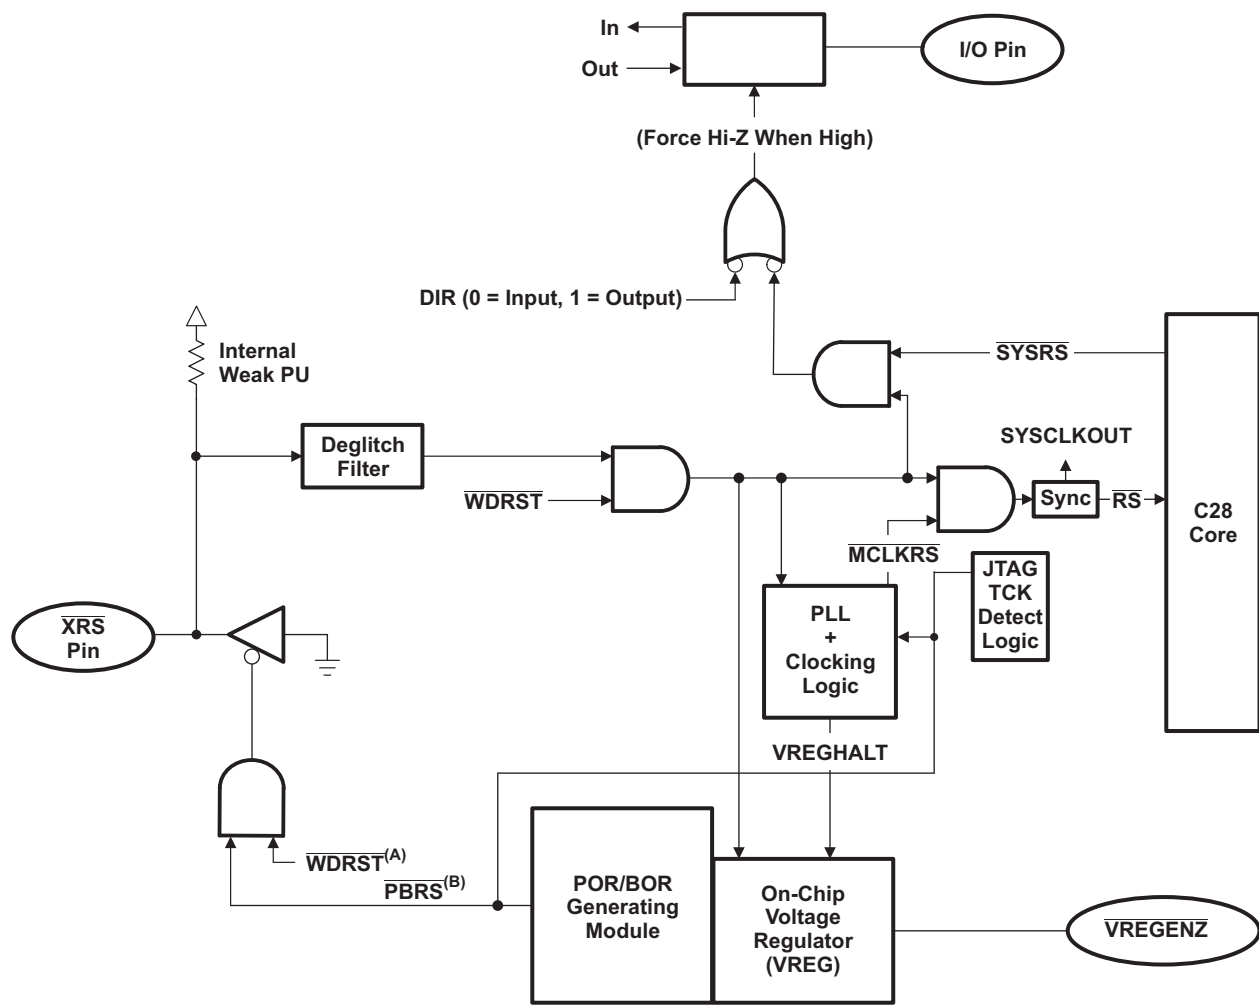 In
Out
I/O Pin
(Force Hi-Z When High)
DIR (0 = Input, 1 = Output)
Internal
Weak PU
SYSRS
Deglitch
Filter
SYSCLKOUT
WDRST
Sync
RS
C28
Core
MCLKRS
JTAG
TCK
Detect
Logic
XRS
Pin
PLL
+
Clocking
Logic
VREGHALT
WDRST(A)
PBRS(B)
POR/BOR
Generating
Module
On-Chip
Voltage
Regulator
(VREG)
VREGENZ